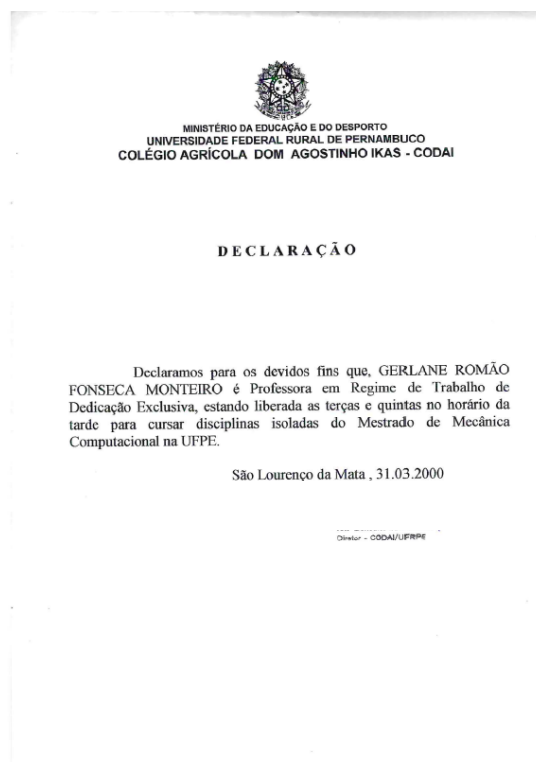 MINISTÉRIO DA EDUCAÇÃO E DO DESPORTO
UNIVERSIDADE FEDERAL RURAL DE PERNAMBUCO
COLÉGIO AGRÍCOLA DOM AGOSTINHO IKAS - CODAI
DECLARAÇÃO
Declaramos para os devidos fins que, GERLANE ROMÃO
FONSECA MONTEIRO é Professora em Regime de Trabalho de
Dedicação Exclusiva, estando liberada as terças e quintas no horário da
tarde para cursar disciplinas isoladas do Mestrado de Mecânica
Computacional na UFPE.
São Lourenço da Mata , 31.03.2000
Diretor - CODAI/UFRPE